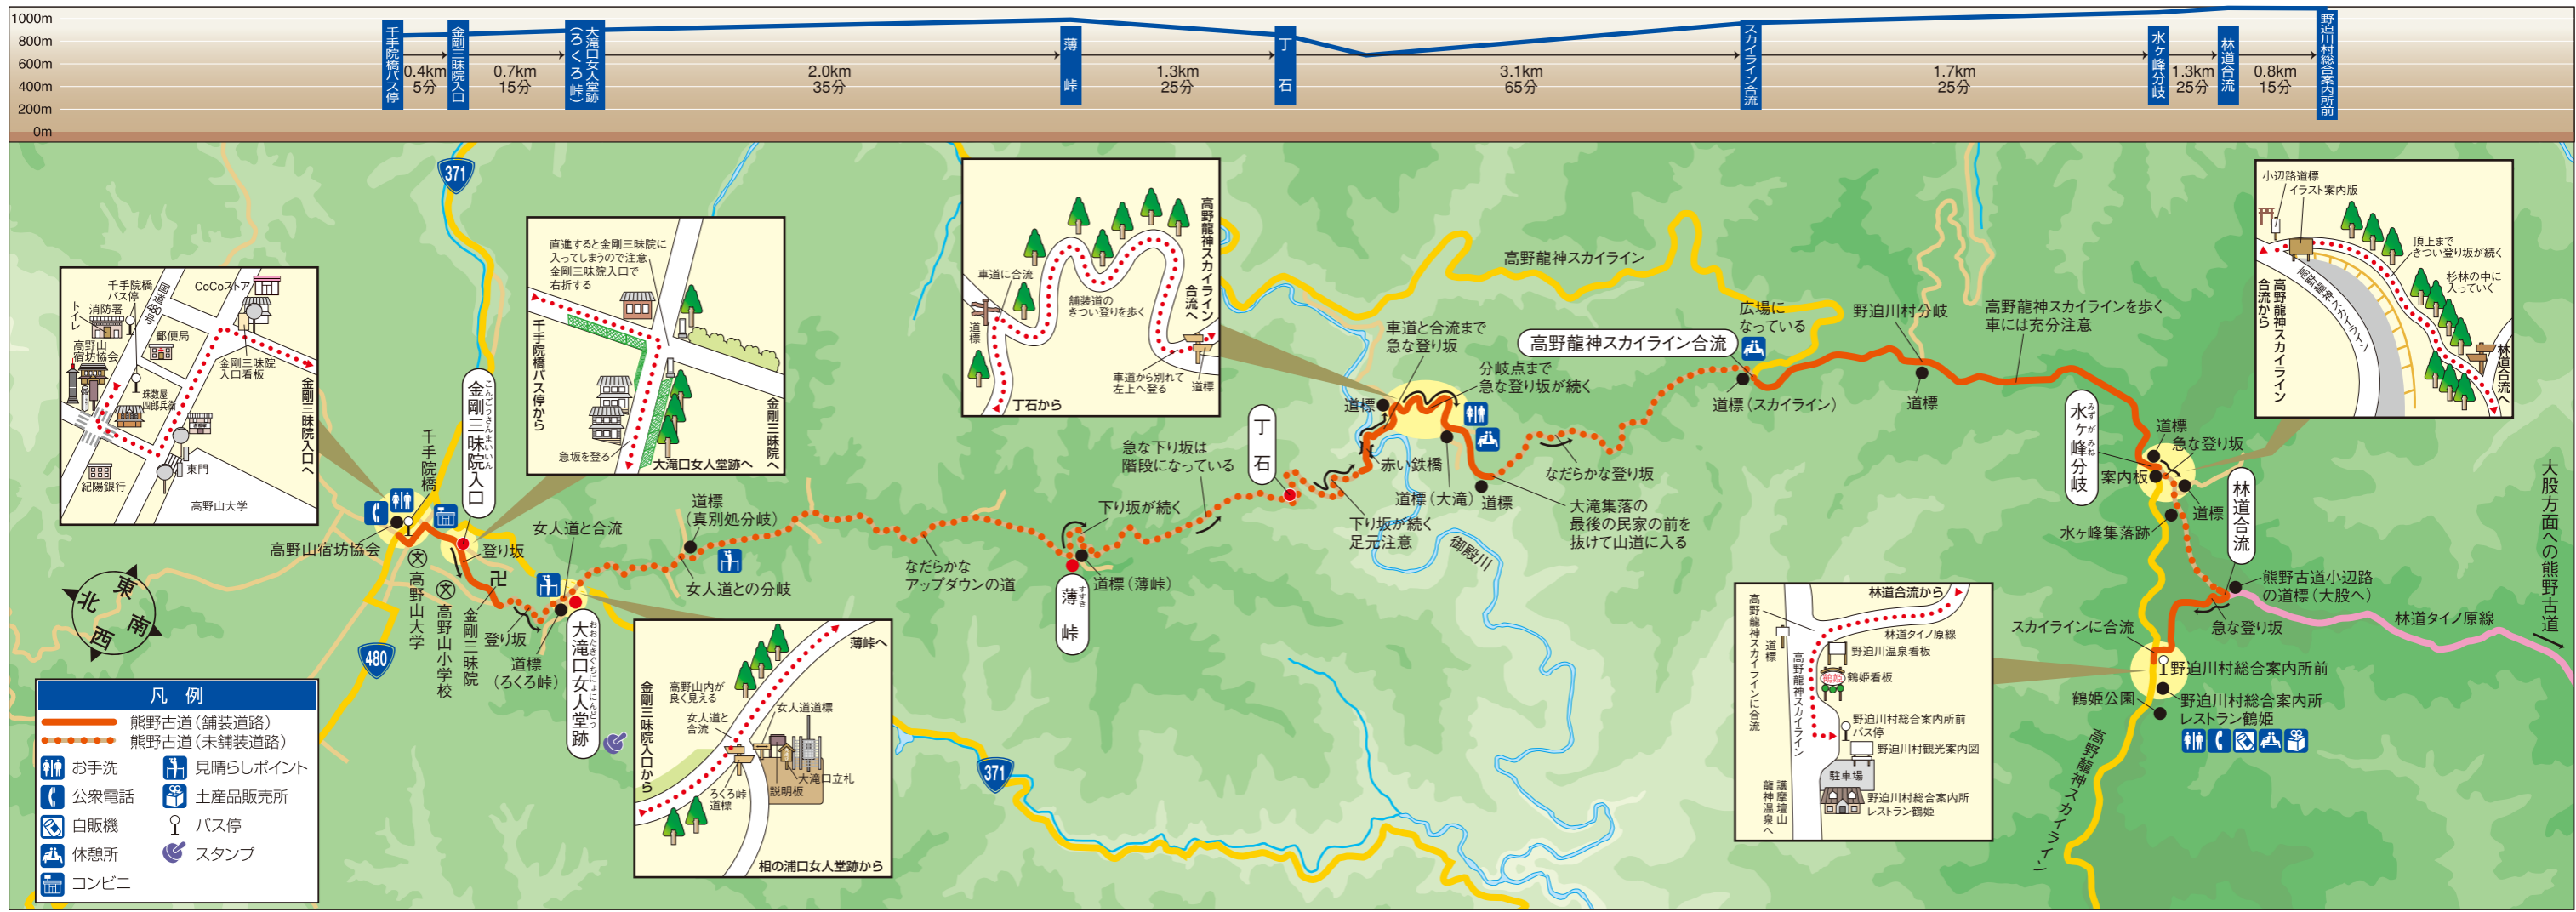 1000m
800m
600m
400m
200m
0m
千手院橋バス停
0.4km
5分
金剛三昧院入口
0.7km
15分
大滝口女人堂跡
(ろくろ峠)
2.0km
35分
薄峠
1.3km
25分
丁石
3.1km
65分
スカイライン合流
1.7km
25分
水ヶ峰分岐
1.3km
25分
林道合流
0.8km
15分
野迫川村総合案内所前
371
千手院橋
バス停
国道480号
CoCoストア
トイレ
消防署
郵便局
高野山
宿坊協会
金剛三昧院
入口看板
珠数屋
四郎兵衛
金剛三昧院入口へ
東門
紀陽銀行
高野山大学
直進すると金剛三昧院に
入ってしまうので注意
金剛三昧院入口で
右折する
千手院橋バス停から
急坂を登る
大滝口女人堂跡へ
金剛三昧院へ
高野龍神スカイライン
合流へ
車道に合流
舗装道の
きつい登りを歩く
道標
車道から別れて
左上へ登る
道標
丁石から
小辺路道標
イラスト案内版
頂上まで
きつい登り坂が続く
杉林の中に
入っていく
高野龍神スカイライン
高野龍神スカイライン
合流から
林道合流へ
千手院橋
高野山宿坊協会
金剛三昧院入口
こんごうさんまいいん
登り坂
高野山大学
高野山小学校
金剛三昧院
登り坂
道標
(ろくろ峠)
女人道と合流
大滝口女人堂跡
おおたきぐちにょにんどう
道標
(真別処分岐)
女人道との分岐
なだらかな
アップダウンの道
下り坂が続く
道標(薄峠)
薄峠
すすき
急な下り坂は
階段になっている
丁石
下り坂が続く
足元注意
赤い鉄橋
道標
車道と合流まで
急な登り坂
分岐点まで
急な登り坂が続く
道標(大滝)
道標
大滝集落の
最後の民家の前を
抜けて山道に入る
御殿川
なだらかな登り坂
高野龍神スカイライン
高野龍神スカイライン合流
広場に
なっている
道標(スカイライン)
野迫川村分岐
道標
高野龍神スカイラインを歩く
車には充分注意
水ヶ峰分岐
みずがみね
道標
急な登り坂
案内板
道標
水ヶ峰集落跡
林道合流
熊野古道小辺路
の道標(大股へ)
急な登り坂
スカイラインに合流
林道タイノ原線
大股方面への熊野古道
野迫川村総合案内所前
鶴姫公園
野迫川村総合案内所
レストラン鶴姫
高野龍神スカイライン
東
北
南
西
480
371
凡 例
熊野古道(舗装道路)
熊野古道(未舗装道路)
お手洗
見晴らしポイント
公衆電話
土産品販売所
自販機
バス停
休憩所
スタンプ
コンビニ
薄峠へ
高野山内が
良く見える
金剛三昧院入口から
女人道と
合流
女人道道標
大滝口立札
説明板
ろくろ峠
道標
相の浦口女人堂跡から
林道合流から
高野龍神スカイラインに合流
道標
林道タイノ原線
野迫川温泉看板
鶴姫
鶴姫看板
高野龍神スカイライン
野迫川村総合案内所前
バス停
野迫川村観光案内図
駐車場
野迫川村総合案内所
レストラン鶴姫
護摩壇山
龍神温泉へ